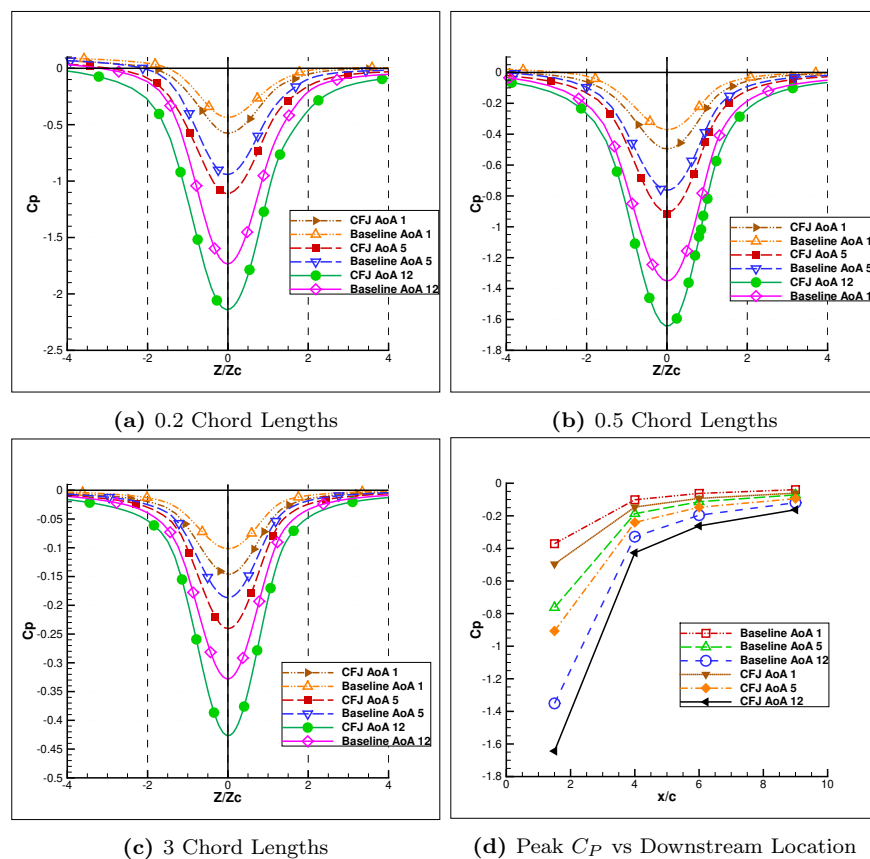 0
-0.5
-1
-1.5
-2
-2.5
Cp
-4
-2
0
2
4
Z/Zc
CFJ AoA 1
Baseline AoA 1
CFJ AoA 5
Baseline AoA 5
CFJ AoA 12
Baseline AoA 12
(a) 0.2 Chord Lengths
0
-0.2
-0.4
-0.6
-0.8
-1
-1.2
-1.4
-1.6
-1.8
Cp
-4
-2
0
2
4
Z/Zc
CFJ AoA 1
Baseline AoA 1
CFJ AoA 5
Baseline AoA 5
CFJ AoA 12
Baseline AoA 1
(b) 0.5 Chord Lengths
0
-0.05
-0.1
-0.15
-0.2
-0.25
-0.3
-0.35
-0.4
-0.45
-0.5
Cp
-4
-2
0
2
4
Z/Zc
CFJ AoA 1
Baseline AoA 1
CFJ AoA 5
Baseline AoA 5
CFJ AoA 12
Baseline AoA 12
(c) 3 Chord Lengths
0
-0.2
-0.4
-0.6
-0.8
-1
-1.2
-1.4
-1.6
-1.8
Cp
0
2
4
6
8
10
x/c
Baseline AoA 1
Baseline AoA 5
Baseline AoA 12
CFJ AoA 1
CFJ AoA 5
CFJ AoA 12
(d) Peak C_P vs Downstream Location